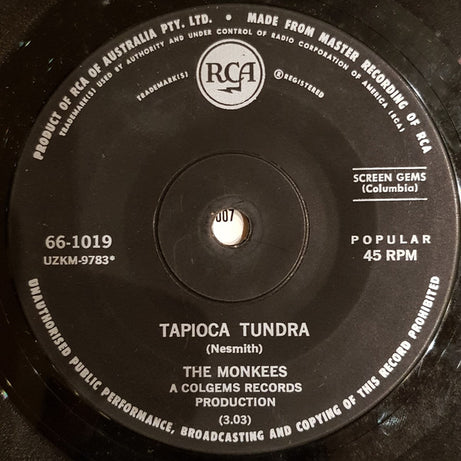 PRODUCT OF RCA OF AUSTRALIA PTY. LTD. • MADE FROM MASTER RECORDING OF RCA
TRADEMARK(S) USED BY AUTHORITY AND UNDER CONTROL OF RADIO CORPORATION OF AMERICA (RCA)
RCA
TRADEMARK(S) ® REGISTERED
SCREEN GEMS
(Columbia)
007
66-1019
UZKM-9783*
POPULAR
45 RPM
TAPIOCA TUNDRA
(Nesmith)
THE MONKEES
A COLGEMS RECORDS
PRODUCTION
(3.03)
UNAUTHORISED PUBLIC PERFORMANCE, BROADCASTING AND COPYING OF THIS RECORD PROHIBITED